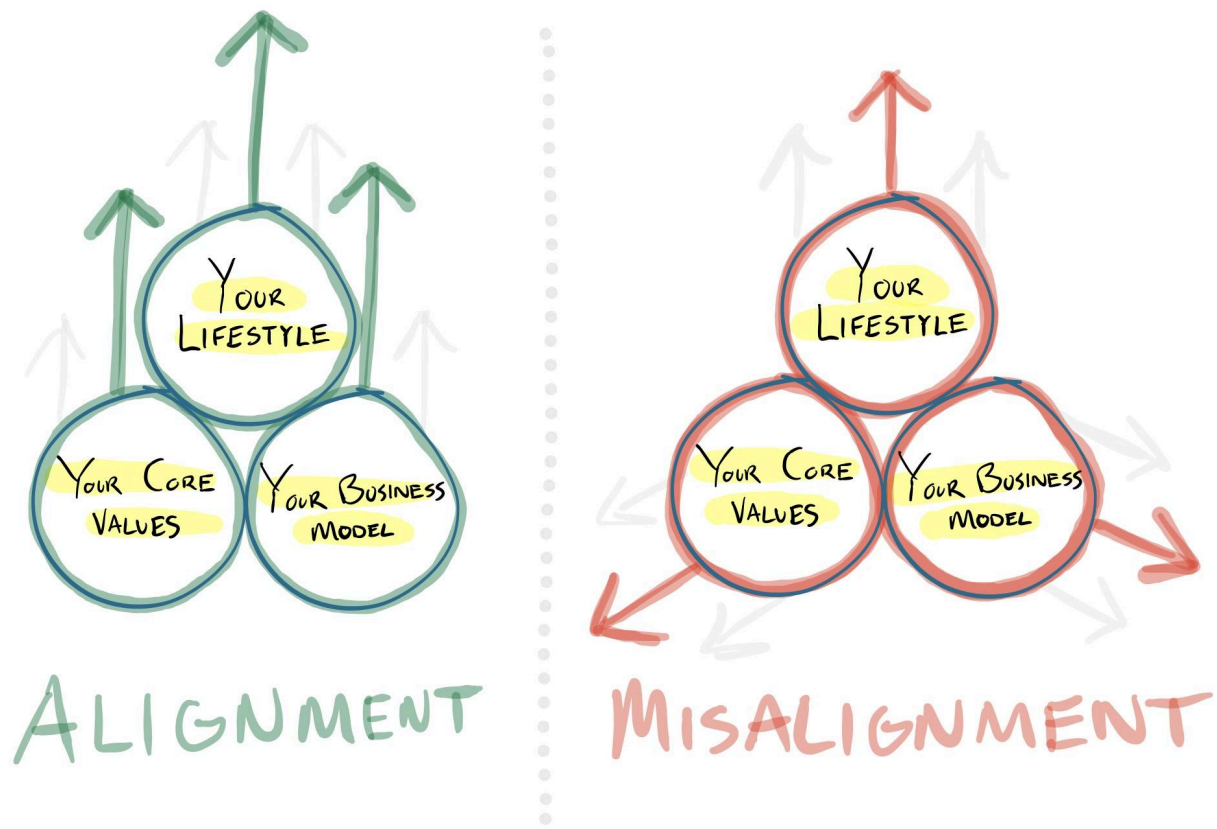 Your
Lifestyle
Your Core
Values
Your Business
Model
Alignment
Your
Lifestyle
Your Core
Values
Your Business
Model
Misalignment